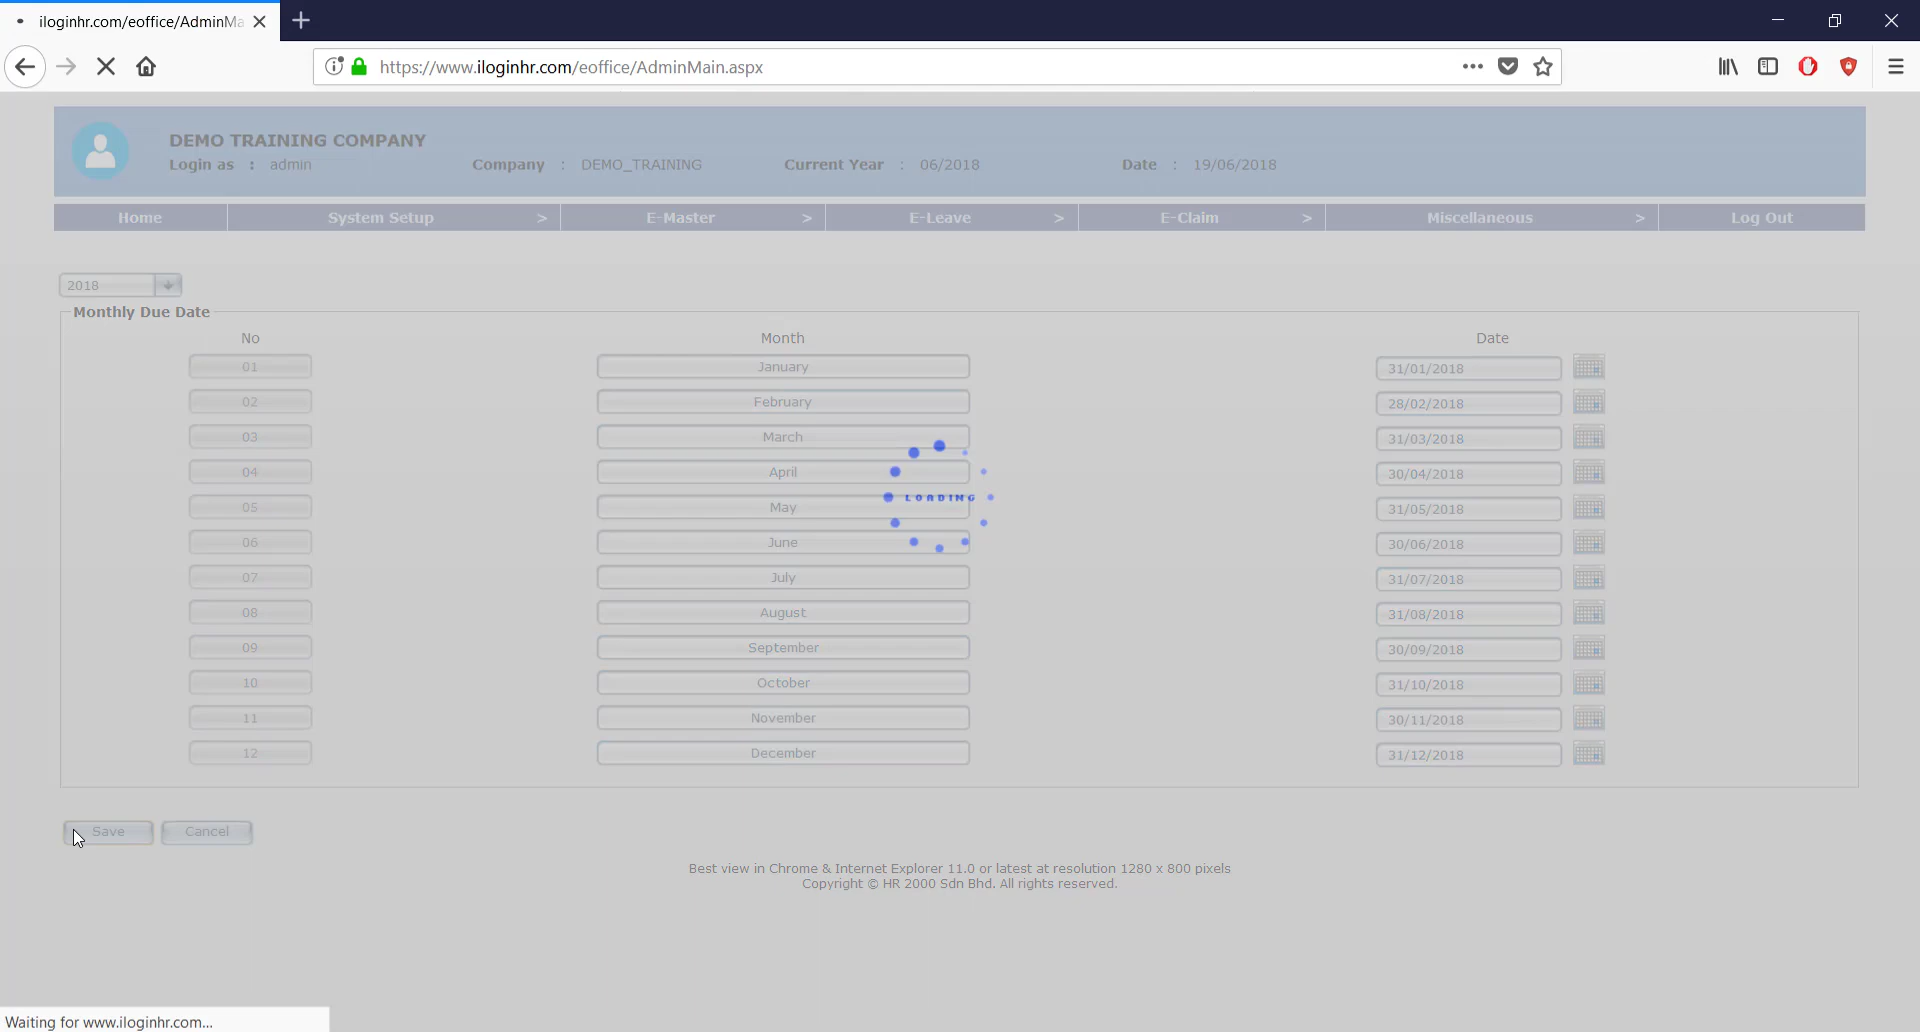 iloginhr.com/eoffice/AdminMa
https://www.iloginhr.com/eoffice/AdminMain.aspx
DEMO TRAINING COMPANY
Login as : admin Company : DEMO_TRAINING Current Year : 06/2018 Date : 19/06/2018
Home System Setup > E-Master > E-Leave > E-Claim > Miscellaneous > Log Out
2018
Monthly Due Date
No Month Date
01 January 31/01/2018
02 February 28/02/2018
03 March 31/03/2018
04 April 30/04/2018
LOADING
05 May 31/05/2018
06 June 30/06/2018
07 July 31/07/2018
08 August 31/08/2018
09 September 30/09/2018
10 October 31/10/2018
11 November 30/11/2018
12 December 31/12/2018
Save Cancel
Best view in Chrome & Internet Explorer 11.0 or latest at resolution 1280 x 800 pixels
Copyright © HR 2000 Sdn Bhd. All rights reserved.
Waiting for www.iloginhr.com...